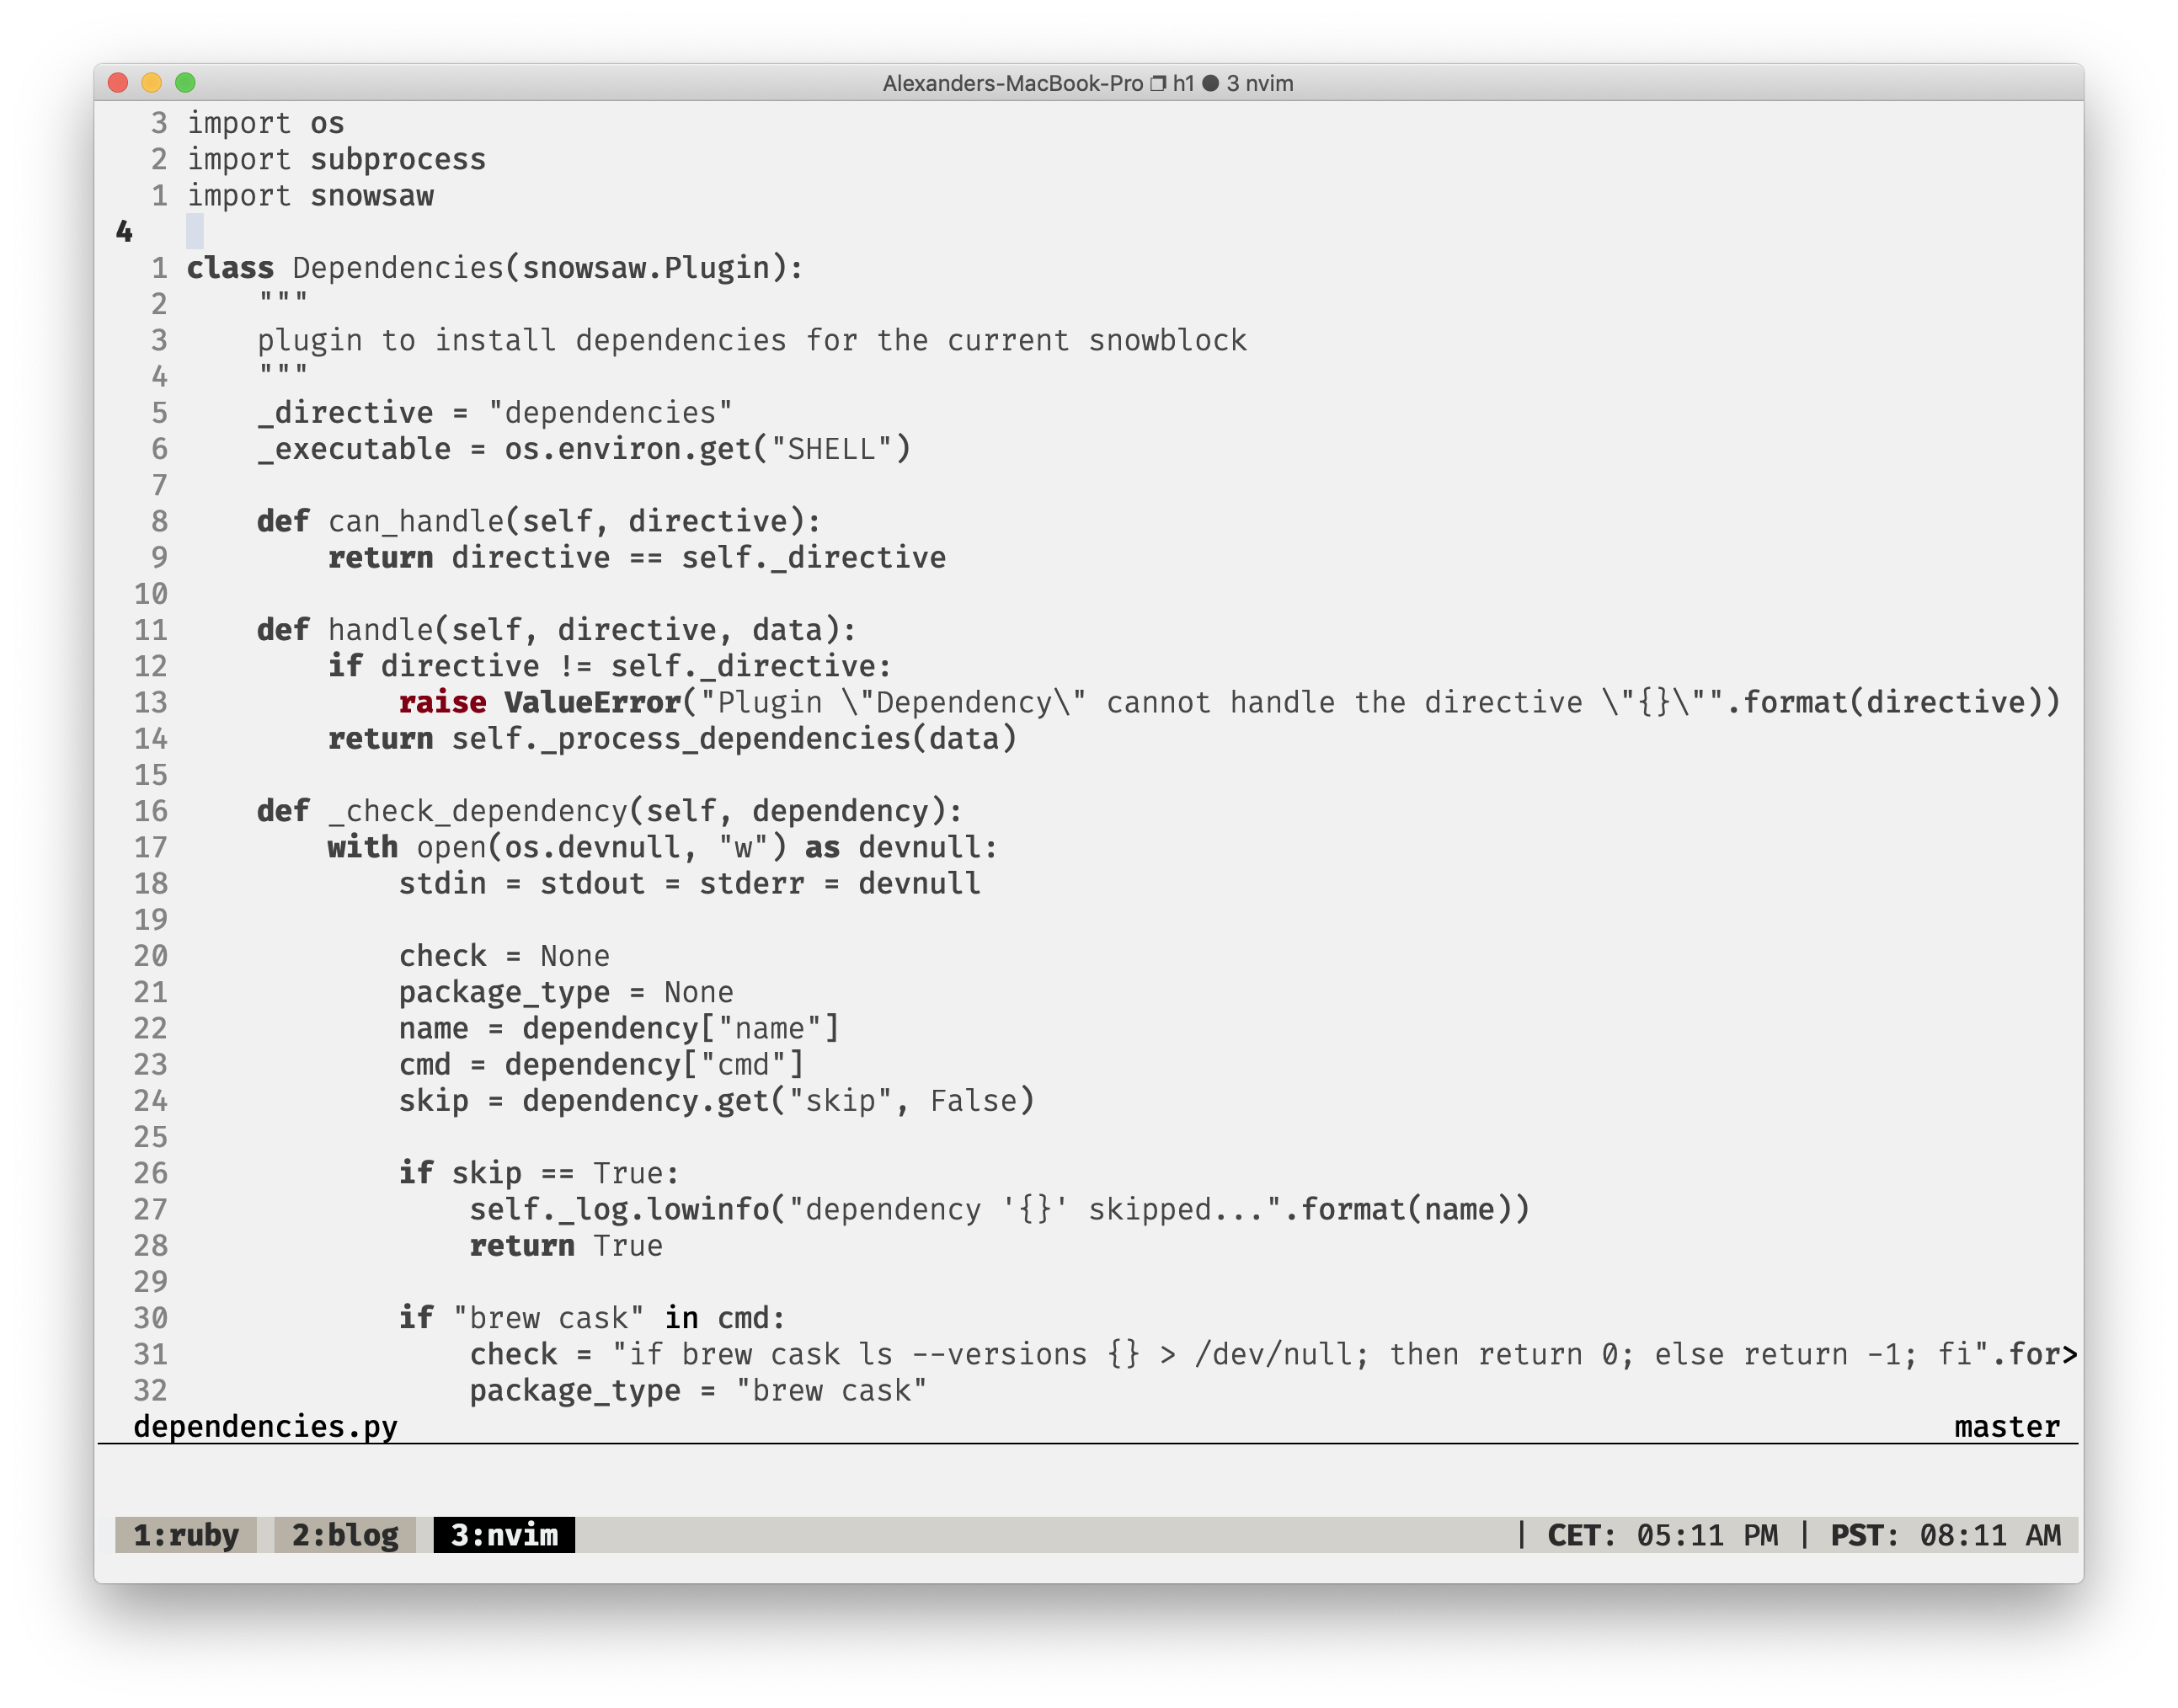 Alexanders-MacBook-Pro ❐ h1 ● 3 nvim
3 import os
2 import subprocess
1 import snowsaw
4
1 class Dependencies(snowsaw.Plugin):
2     """
3     plugin to install dependencies for the current snowblock
4     """
5     _directive = "dependencies"
6     _executable = os.environ.get("SHELL")
7
8     def can_handle(self, directive):
9         return directive == self._directive
10
11     def handle(self, directive, data):
12         if directive != self._directive:
13             raise ValueError("Plugin \"Dependency\" cannot handle the directive \"{}\"".format(directive))
14         return self._process_dependencies(data)
15
16     def _check_dependency(self, dependency):
17         with open(os.devnull, "w") as devnull:
18             stdin = stdout = stderr = devnull
19
20             check = None
21             package_type = None
22             name = dependency["name"]
23             cmd = dependency["cmd"]
24             skip = dependency.get("skip", False)
25
26             if skip == True:
27                 self._log.lowinfo("dependency '{}' skipped...".format(name))
28                 return True
29
30             if "brew cask" in cmd:
31                 check = "if brew cask ls --versions {} > /dev/null; then return 0; else return -1; fi".for>
32                 package_type = "brew cask"
dependencies.py master
1:ruby 2:blog 3:nvim | CET: 05:11 PM | PST: 08:11 AM